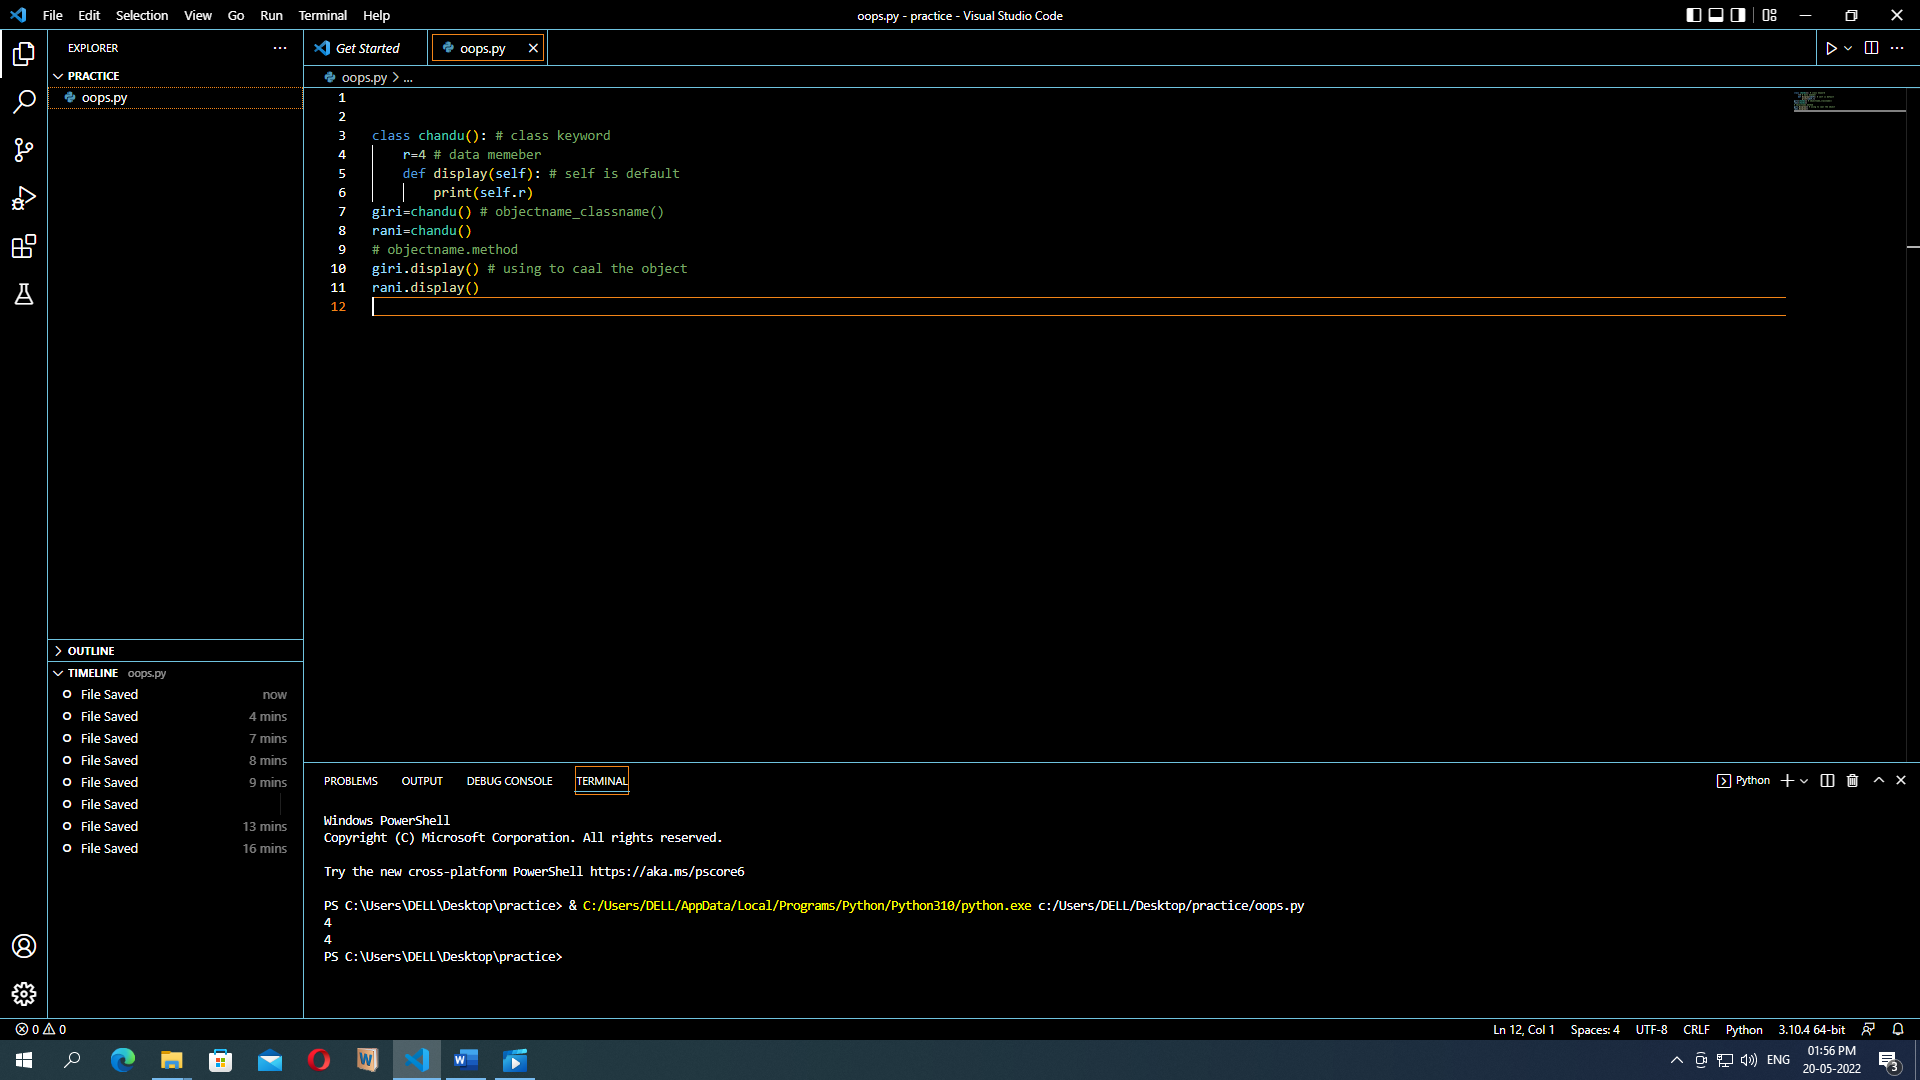 File Edit Selection View Go Run Terminal Help
oops.py - practice - Visual Studio Code
EXPLORER
PRACTICE
oops.py
Get Started
oops.py
oops.py > ...
1
2
3 class chandu(): # class keyword
4     r=4 # data memeber
5     def display(self): # self is default
6         print(self.r)
7 giri=chandu() # objectname_classname()
8 rani=chandu()
9 # objectname.method
10 giri.display() # using to caal the object
11 rani.display()
12
OUTLINE
TIMELINE oops.py
File Saved now
File Saved 4 mins
File Saved 7 mins
File Saved 8 mins
File Saved 9 mins
File Saved
File Saved 13 mins
File Saved 16 mins
PROBLEMS OUTPUT DEBUG CONSOLE TERMINAL
Python
Windows PowerShell
Copyright (C) Microsoft Corporation. All rights reserved.
Try the new cross-platform PowerShell https://aka.ms/pscore6
PS C:\Users\DELL\Desktop\practice> & C:/Users/DELL/AppData/Local/Programs/Python/Python310/python.exe c:/Users/DELL/Desktop/practice/oops.py
4
4
PS C:\Users\DELL\Desktop\practice>
0 0
Ln 12, Col 1 Spaces: 4 UTF-8 CRLF Python 3.10.4 64-bit
ENG
01:56 PM
20-05-2022
3